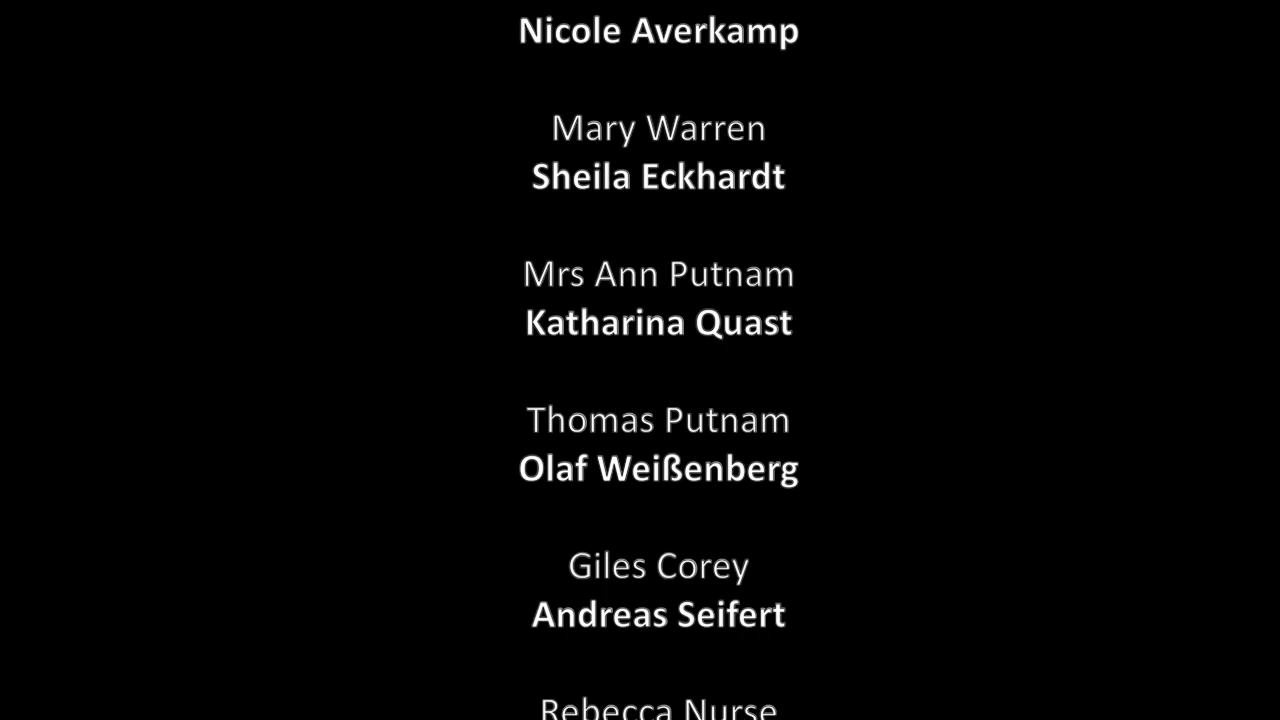 Nicole Averkamp
Mary Warren
Sheila Eckhardt
Mrs Ann Putnam
Katharina Quast
Thomas Putnam
Olaf Weißenberg
Giles Corey
Andreas Seifert
Rebecca Nurse